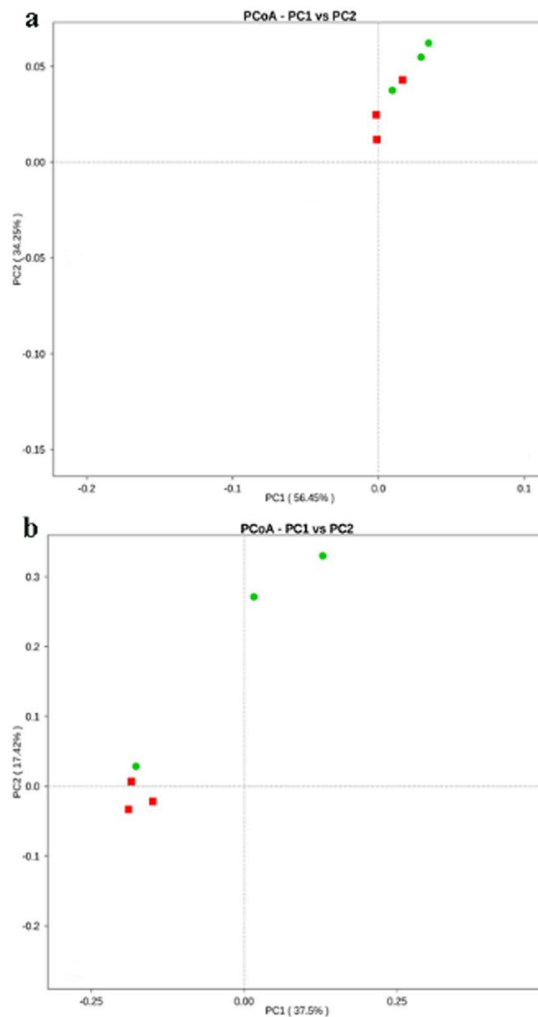 a
PCoA - PC1 vs PC2
0.05
0.00
-0.05
-0.10
-0.15
PC2 ( 34.25% )
-0.2 -0.1 0.0 0.1
PC1 ( 56.45% )
b
PCoA - PC1 vs PC2
0.3
0.2
0.1
0.0
-0.1
-0.2
PC2 ( 17.42% )
-0.25 0.00 0.25
PC1 ( 37.5% )